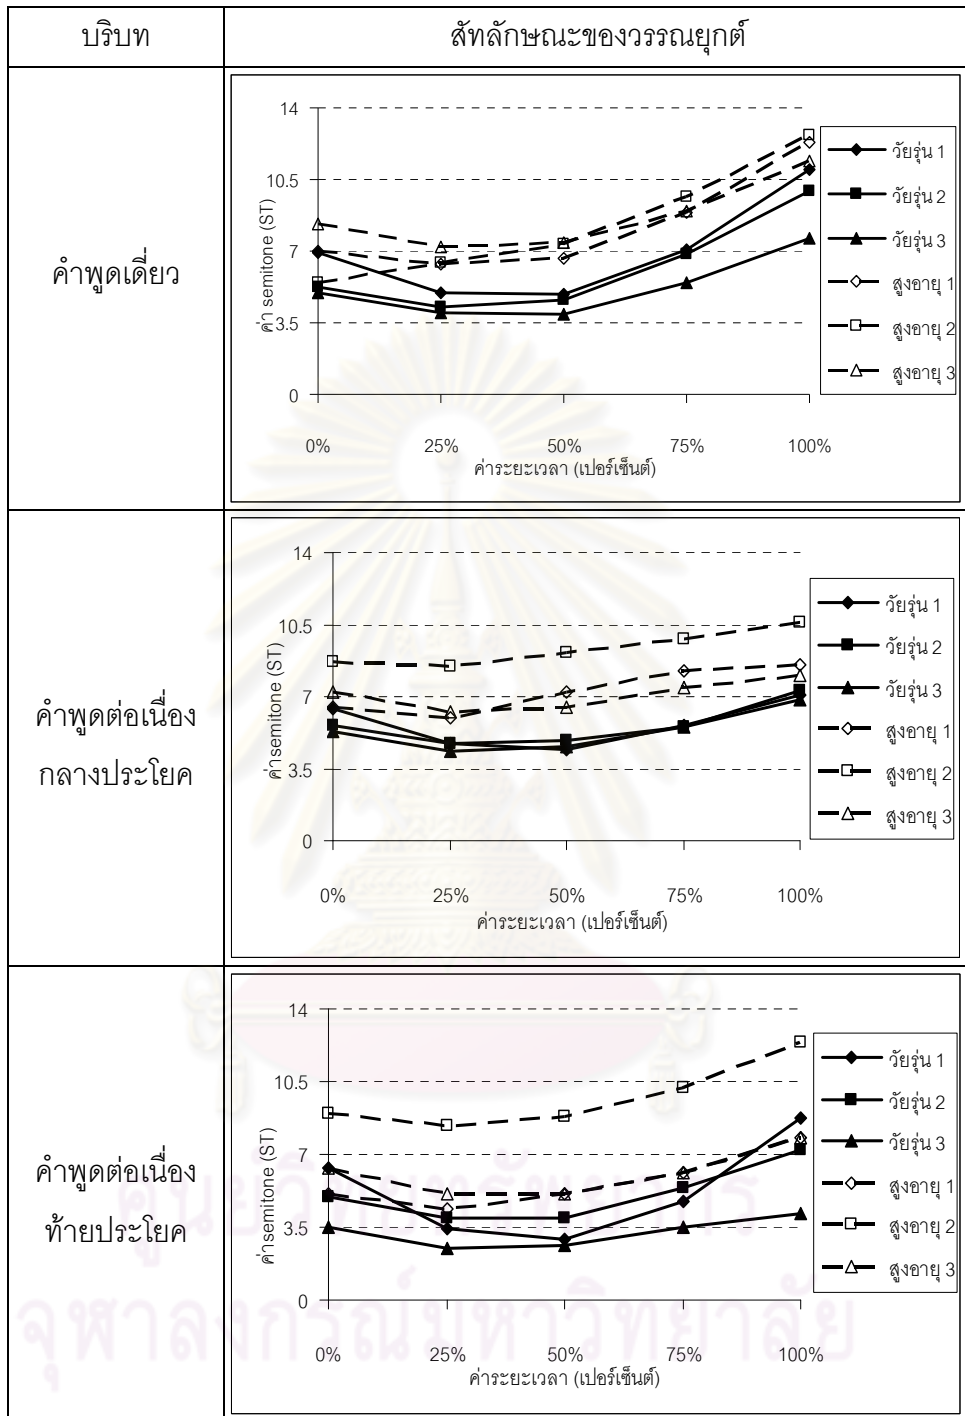 บริบท
สัทลักษณะของวรรณยุกต์
คำพูดเดี่ยว
14
10.5
7
3.5
0
ค่า semitone (ST)
0% 25% 50% 75% 100%
ค่าระยะเวลา (เปอร์เซ็นต์)
วัยรุ่น 1
วัยรุ่น 2
วัยรุ่น 3
สูงอายุ 1
สูงอายุ 2
สูงอายุ 3
คำพูดต่อเนื่อง
กลางประโยค
14
10.5
7
3.5
0
ค่าsemitone (ST)
0% 25% 50% 75% 100%
ค่าระยะเวลา (เปอร์เซ็นต์)
วัยรุ่น 1
วัยรุ่น 2
วัยรุ่น 3
สูงอายุ 1
สูงอายุ 2
สูงอายุ 3
คำพูดต่อเนื่อง
ท้ายประโยค
14
10.5
7
3.5
0
ค่าsemitone (ST)
0% 25% 50% 75% 100%
ค่าระยะเวลา (เปอร์เซ็นต์)
วัยรุ่น 1
วัยรุ่น 2
วัยรุ่น 3
สูงอายุ 1
สูงอายุ 2
สูงอายุ 3
ศูนย์วิทยทรัพยากร
จุฬาลงกรณ์มหาวิทยาลัย